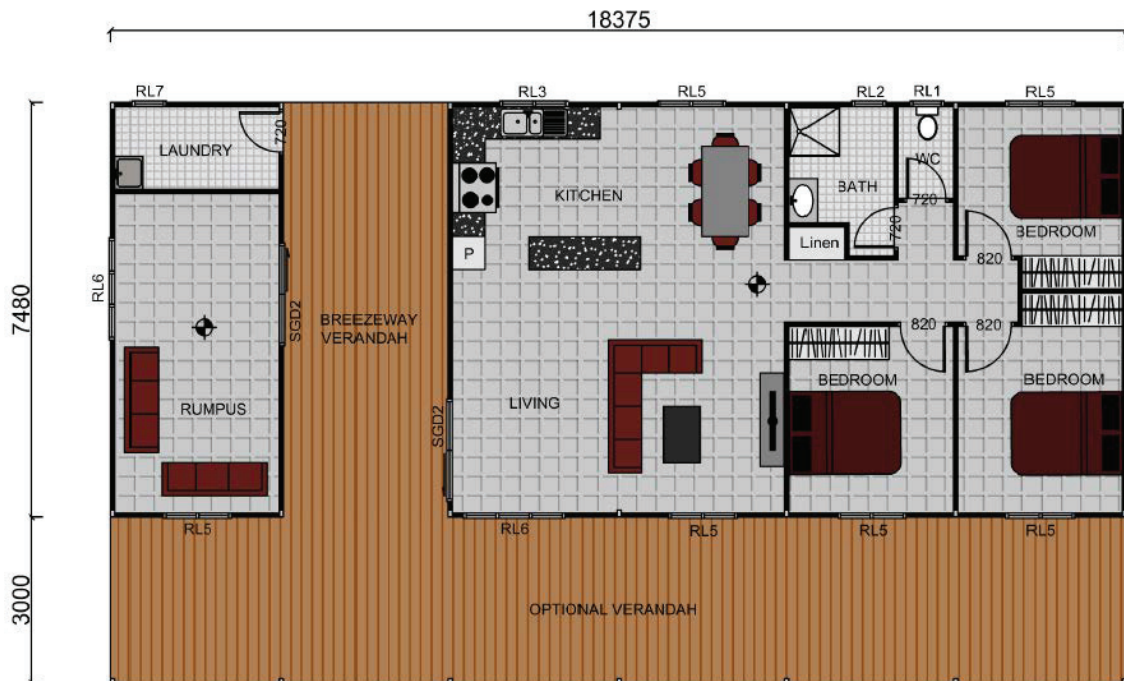 18375
RL7
RL3
RL5
RL2
RL1
RL5
720
LAUNDRY
WC
KITCHEN
BATH
720
720
BEDROOM
P
Linen
820
RL6
7480
SGD2
BREEZEWAY
VERANDAH
820
820
BEDROOM
BEDROOM
RUMPUS
LIVING
SGD2
RL5
RL6
RL5
RL5
RL5
3000
OPTIONAL VERANDAH